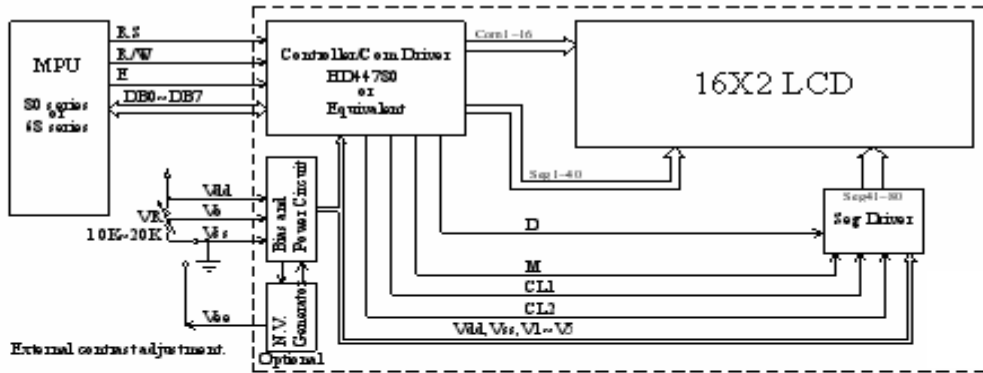 MPU
80 series
or
68 series
RS
R/W
E
DB0~DB7
Controller/Com Driver
HD44780
or
Equivalent
Com1-16
16X2 LCD
Seg1-40
Seg41-80
Seg Driver
Vdd
Vo
VR
10K~20K
Vss
Bias and
Power Circuit
D
M
CL1
CL2
Vdd, Vss, V1~V5
N.V.
Generator
Vee
External contrast adjustment.
Optional